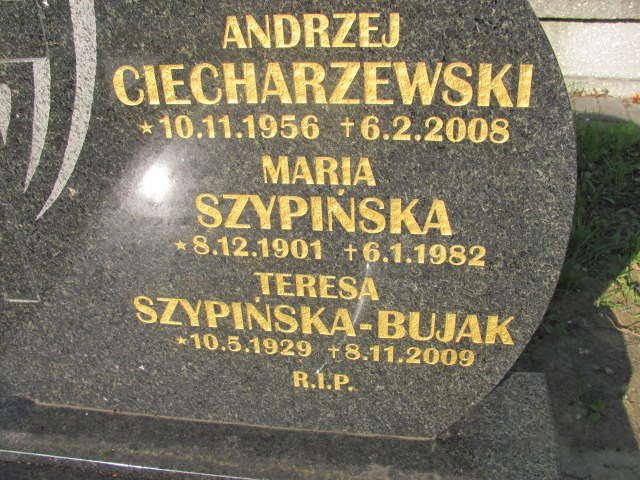 ANDRZEJ
CIECHARZEWSKI
★10.11.1956 †6.2.2008
MARIA
SZYPIŃSKA
★8.12.1901 †6.1.1982
TERESA
SZYPIŃSKA-BUJAK
★10.5.1929 †8.11.2009
R.I.P.